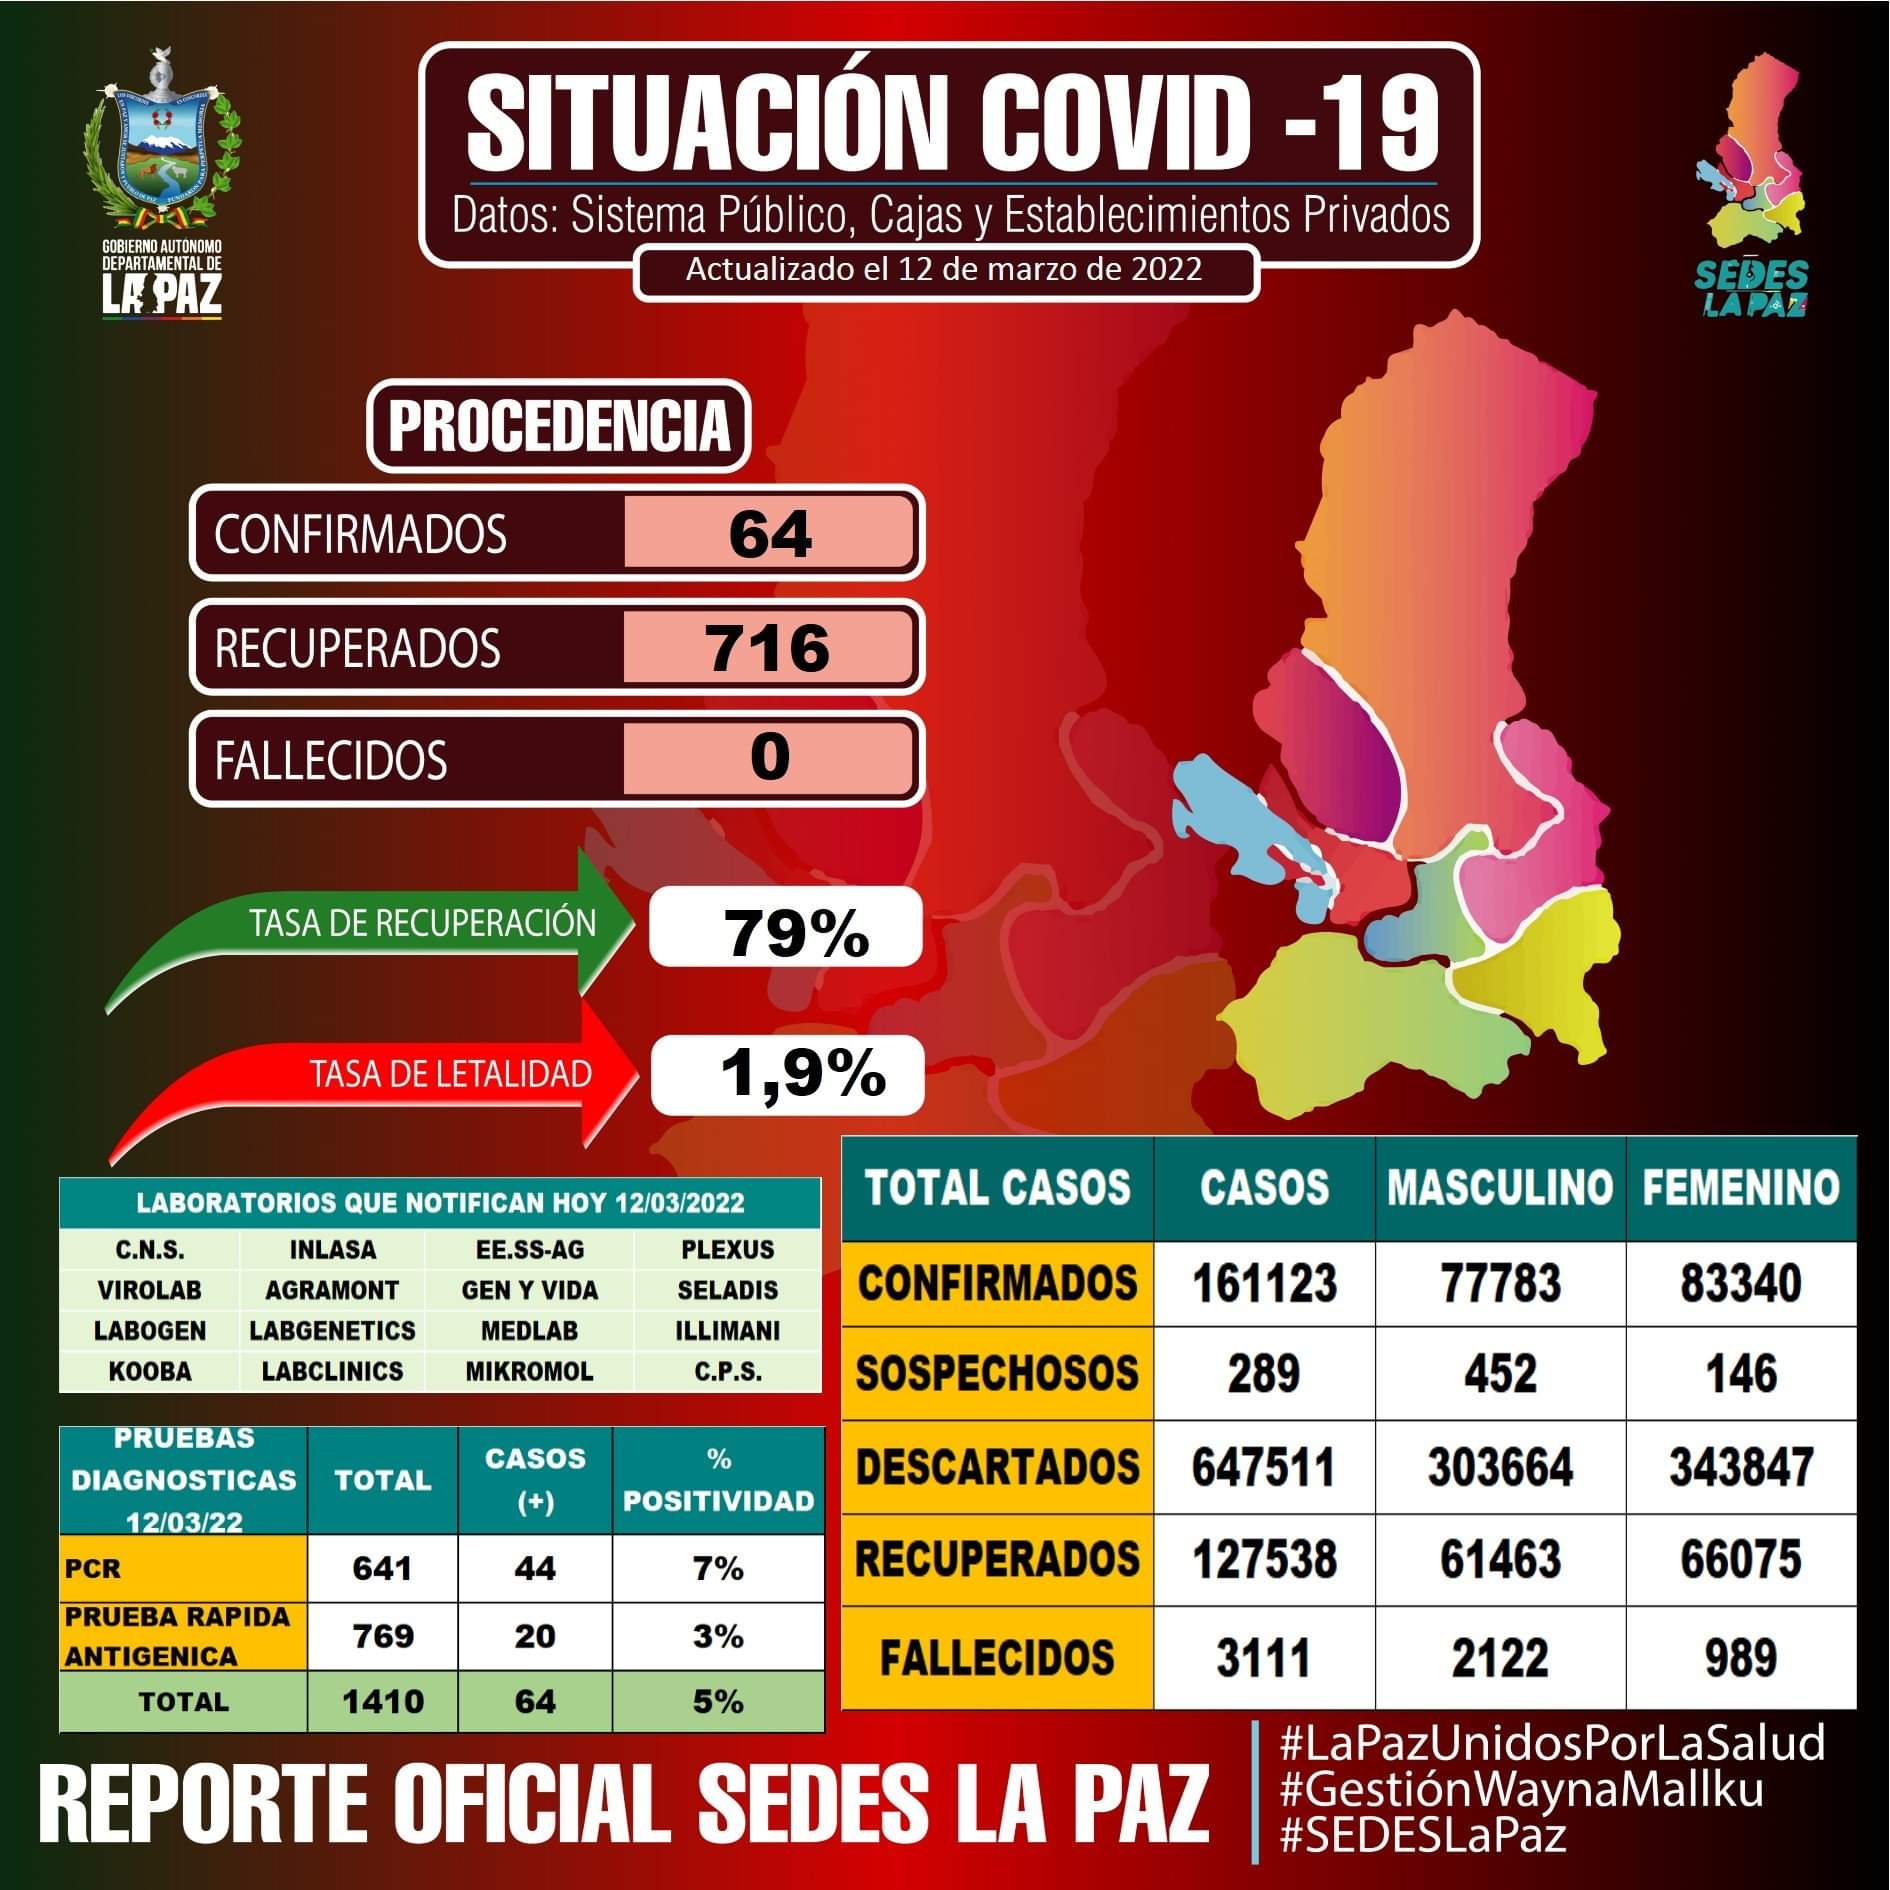 SITUACIÓN COVID -19
Datos: Sistema Público, Cajas y Establecimientos Privados
Actualizado el 12 de marzo de 2022
GOBIERNO AUTÓNOMO
DEPARTAMENTAL DE
LA PAZ
SEDES
LA PAZ
PROCEDENCIA
CONFIRMADOS 64
RECUPERADOS 716
FALLECIDOS 0
TASA DE RECUPERACIÓN 79%
TASA DE LETALIDAD 1,9%
LABORATORIOS QUE NOTIFICAN HOY 12/03/2022
C.N.S. INLASA EE.SS-AG PLEXUS
VIROLAB AGRAMONT GEN Y VIDA SELADIS
LABOGEN LABGENETICS MEDLAB ILLIMANI
KOOBA LABCLINICS MIKROMOL C.P.S.
PRUEBAS
DIAGNOSTICAS
12/03/22
TOTAL
CASOS
(+)
%
POSITIVIDAD
PCR 641 44 7%
PRUEBA RAPIDA
ANTIGENICA 769 20 3%
TOTAL 1410 64 5%
TOTAL CASOS CASOS MASCULINO FEMENINO
CONFIRMADOS 161123 77783 83340
SOSPECHOSOS 289 452 146
DESCARTADOS 647511 303664 343847
RECUPERADOS 127538 61463 66075
FALLECIDOS 3111 2122 989
REPORTE OFICIAL SEDES LA PAZ
#LaPazUnidosPorLaSalud
#GestiónWaynaMallku
#SEDESLaPaz